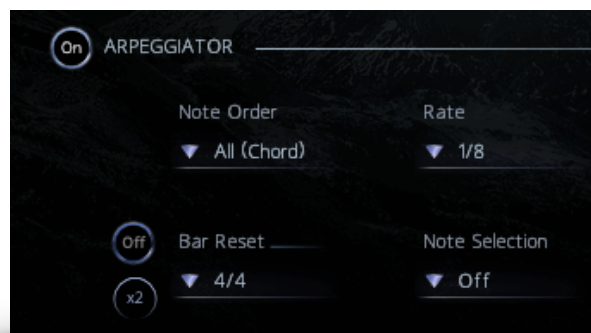 On ARPEGGIATOR
Note Order Rate
All (Chord) 1/8
Off Bar Reset Note Selection
4/4 Off
x2